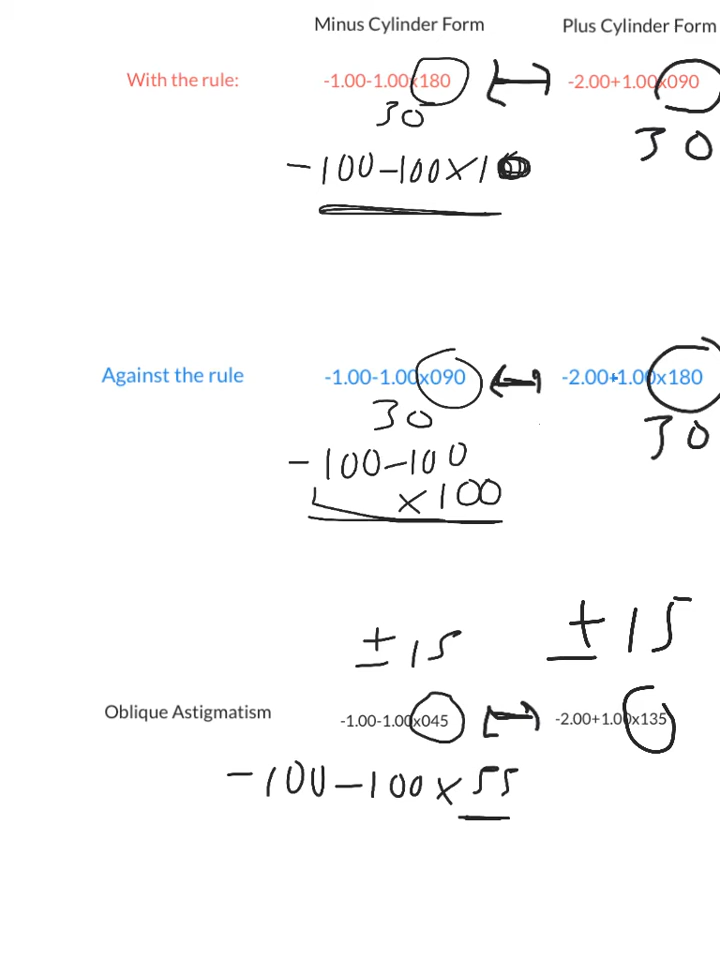 Minus Cylinder Form Plus Cylinder Form
With the rule: -1.00-1.00x180 -2.00+1.00x090
30 30
-100-100x1
Against the rule -1.00-1.00x090 -2.00+1.00x180
30 30
-100-100
x100
±15 ±15
Oblique Astigmatism -1.00-1.00x045 -2.00+1.00x135
-100-100x55